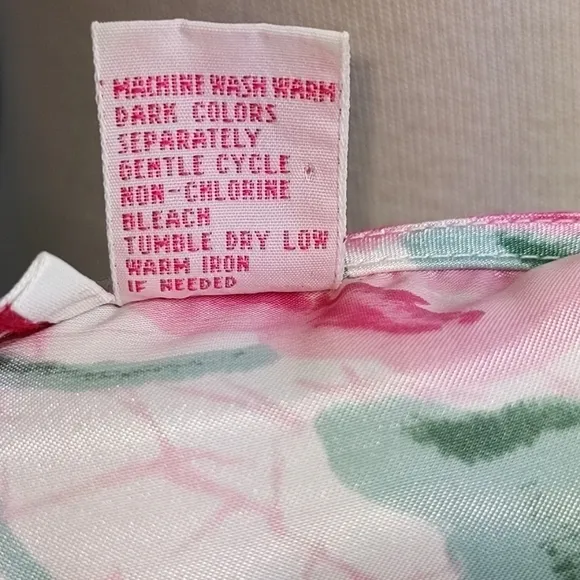 MACHINE WASH WARM
DARK COLORS
SEPARATELY
GENTLE CYCLE
NON-CHLORINE
BLEACH
TUMBLE DRY LOW
WARM IRON
IF NEEDED